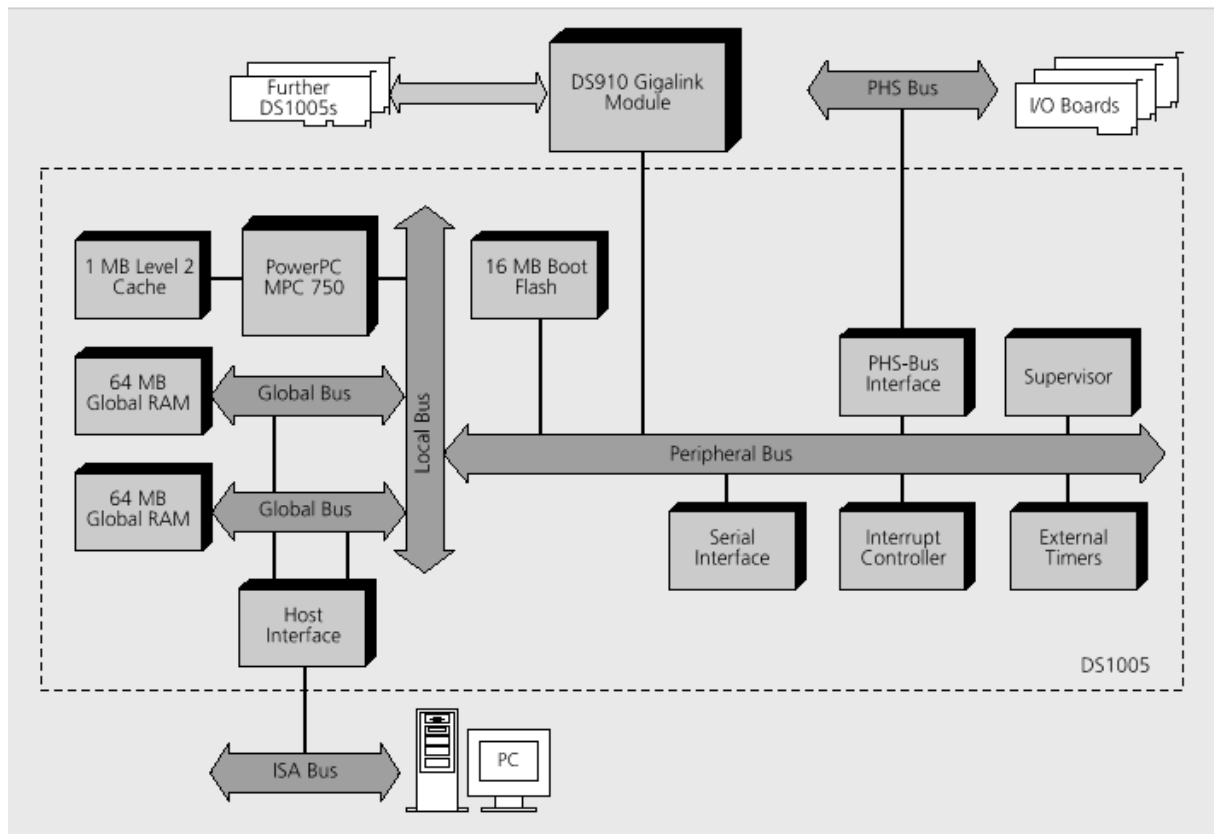 Further
DS1005s
DS910 Gigalink
Module
PHS Bus
I/O Boards
1 MB Level 2
Cache
PowerPC
MPC 750
16 MB Boot
Flash
64 MB
Global RAM
Global Bus
Local Bus
PHS-Bus
Interface
Supervisor
Peripheral Bus
64 MB
Global RAM
Global Bus
Serial
Interface
Interrupt
Controller
External
Timers
Host
Interface
DS1005
ISA Bus
PC